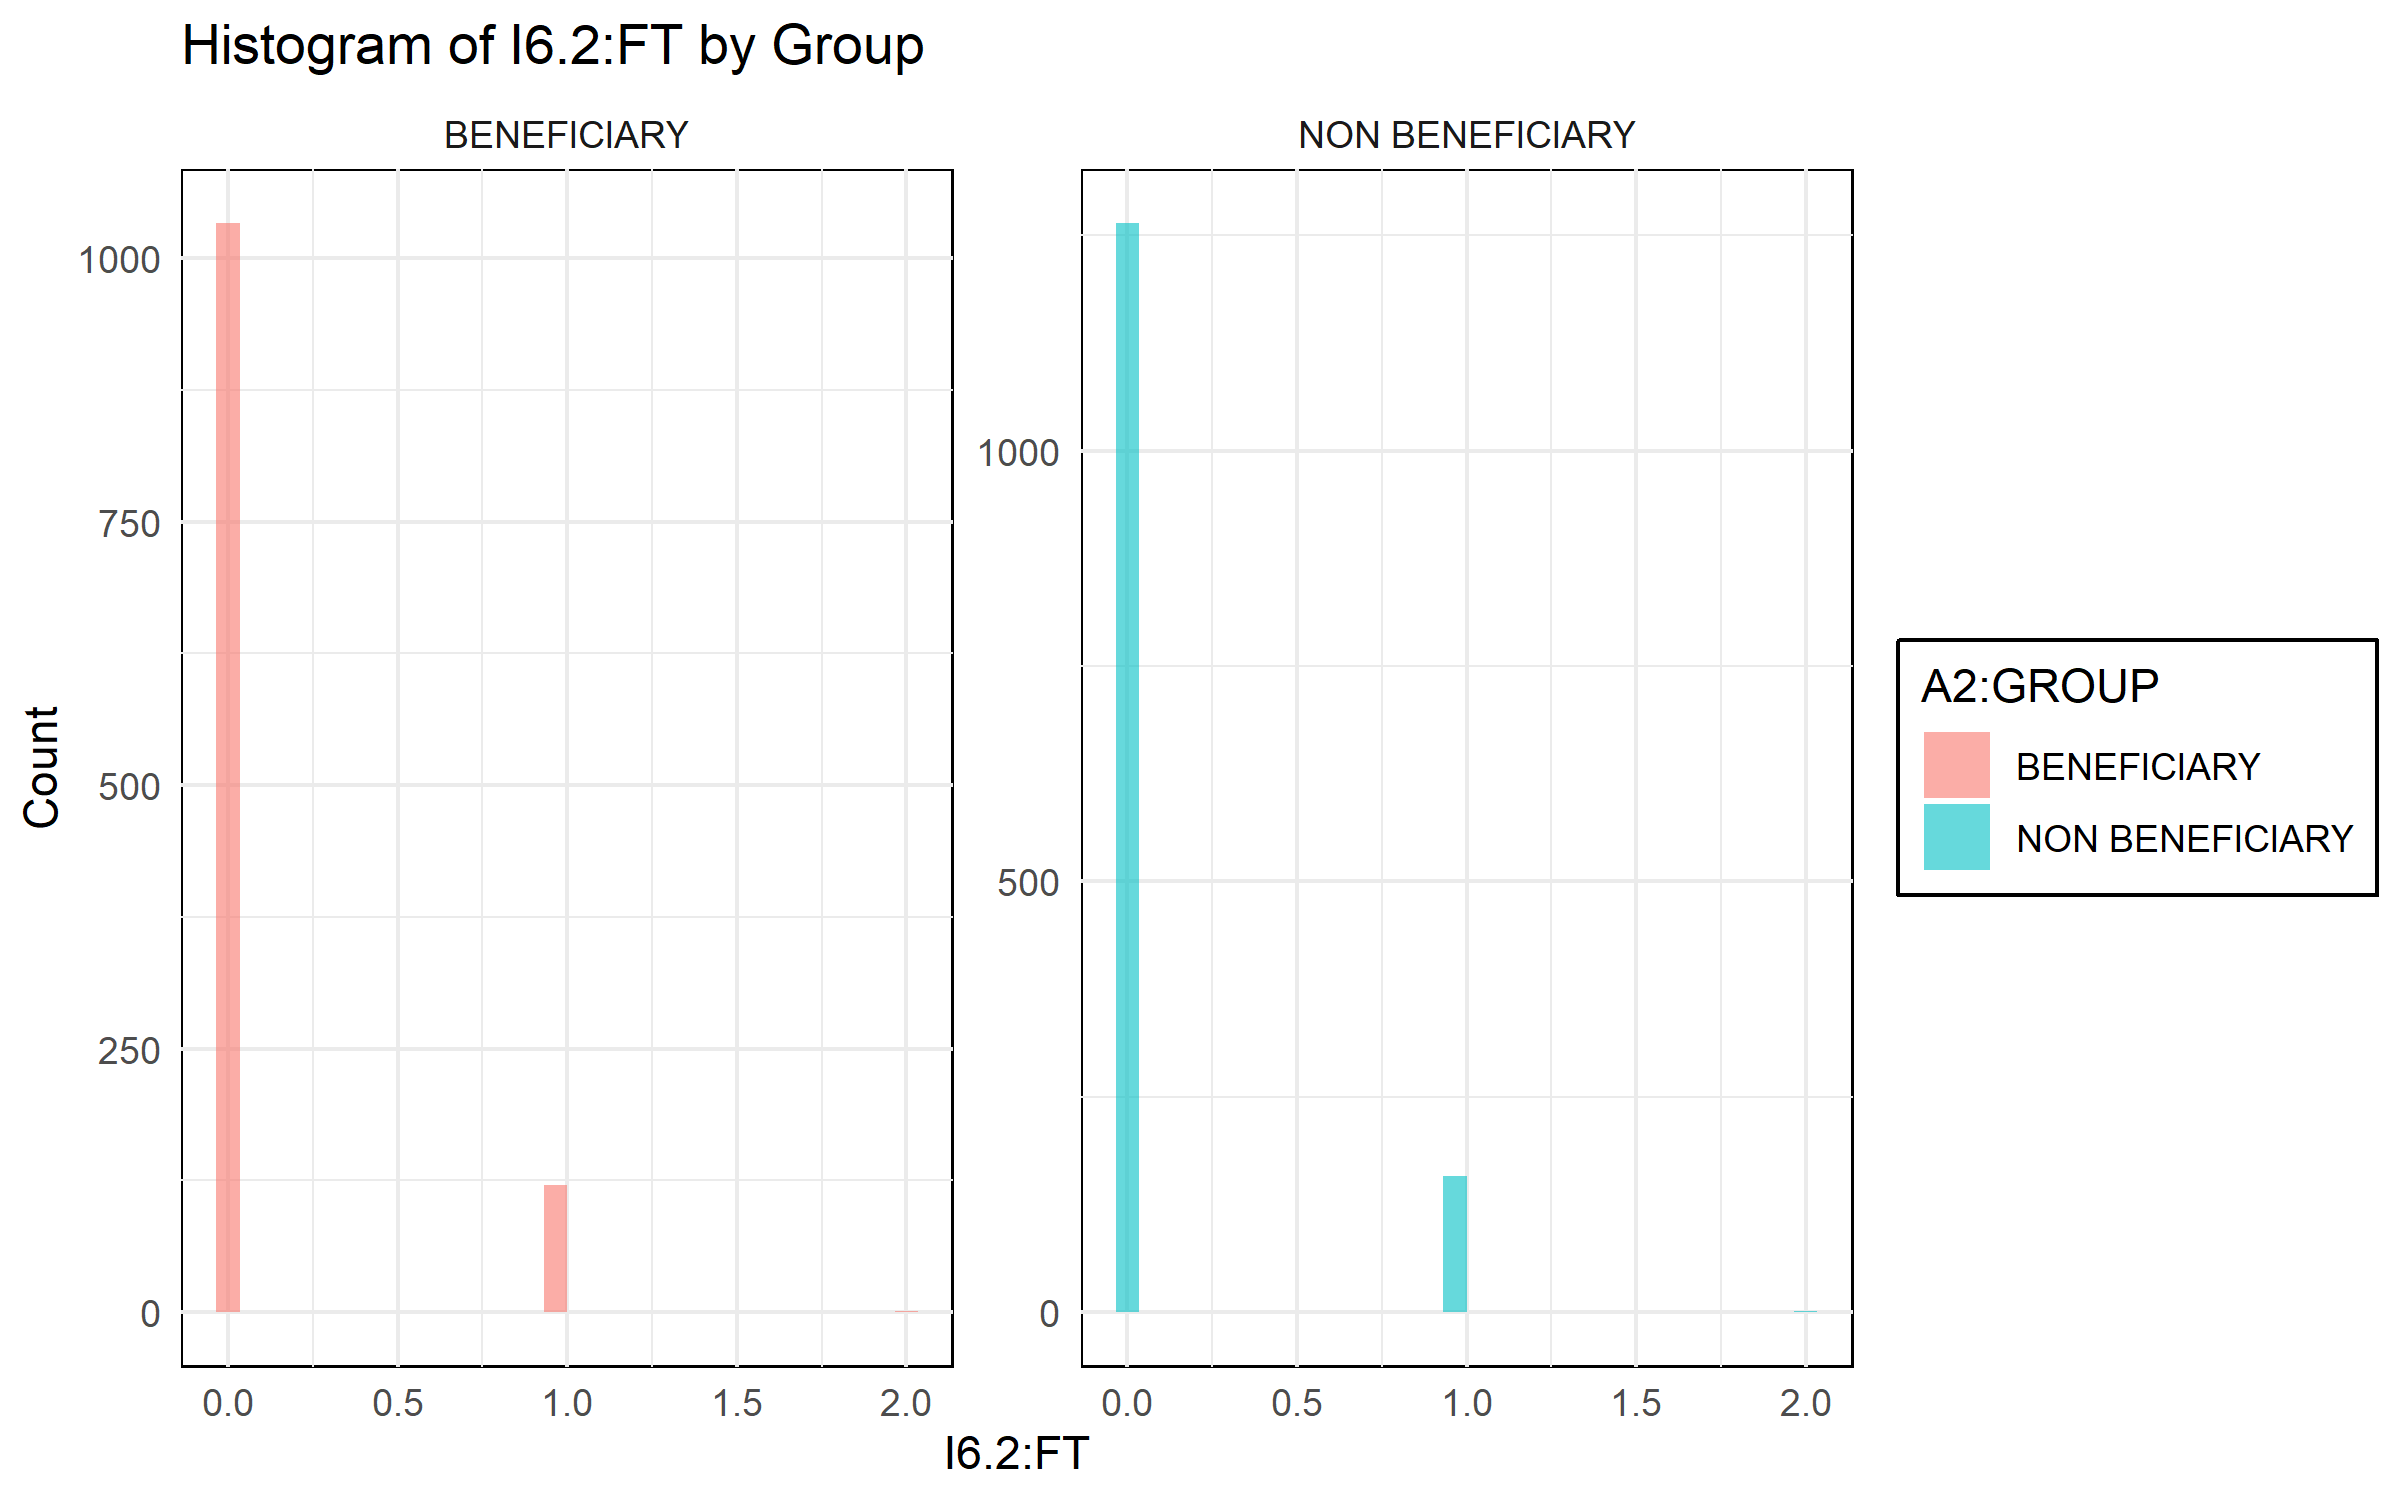 Histogram of I6.2:FT by Group
BENEFICIARY
NON BENEFICIARY
Count
1000
750
500
250
0
1000
500
0
0.0 0.5 1.0 1.5 2.0
0.0 0.5 1.0 1.5 2.0
I6.2:FT
A2:GROUP
BENEFICIARY
NON BENEFICIARY